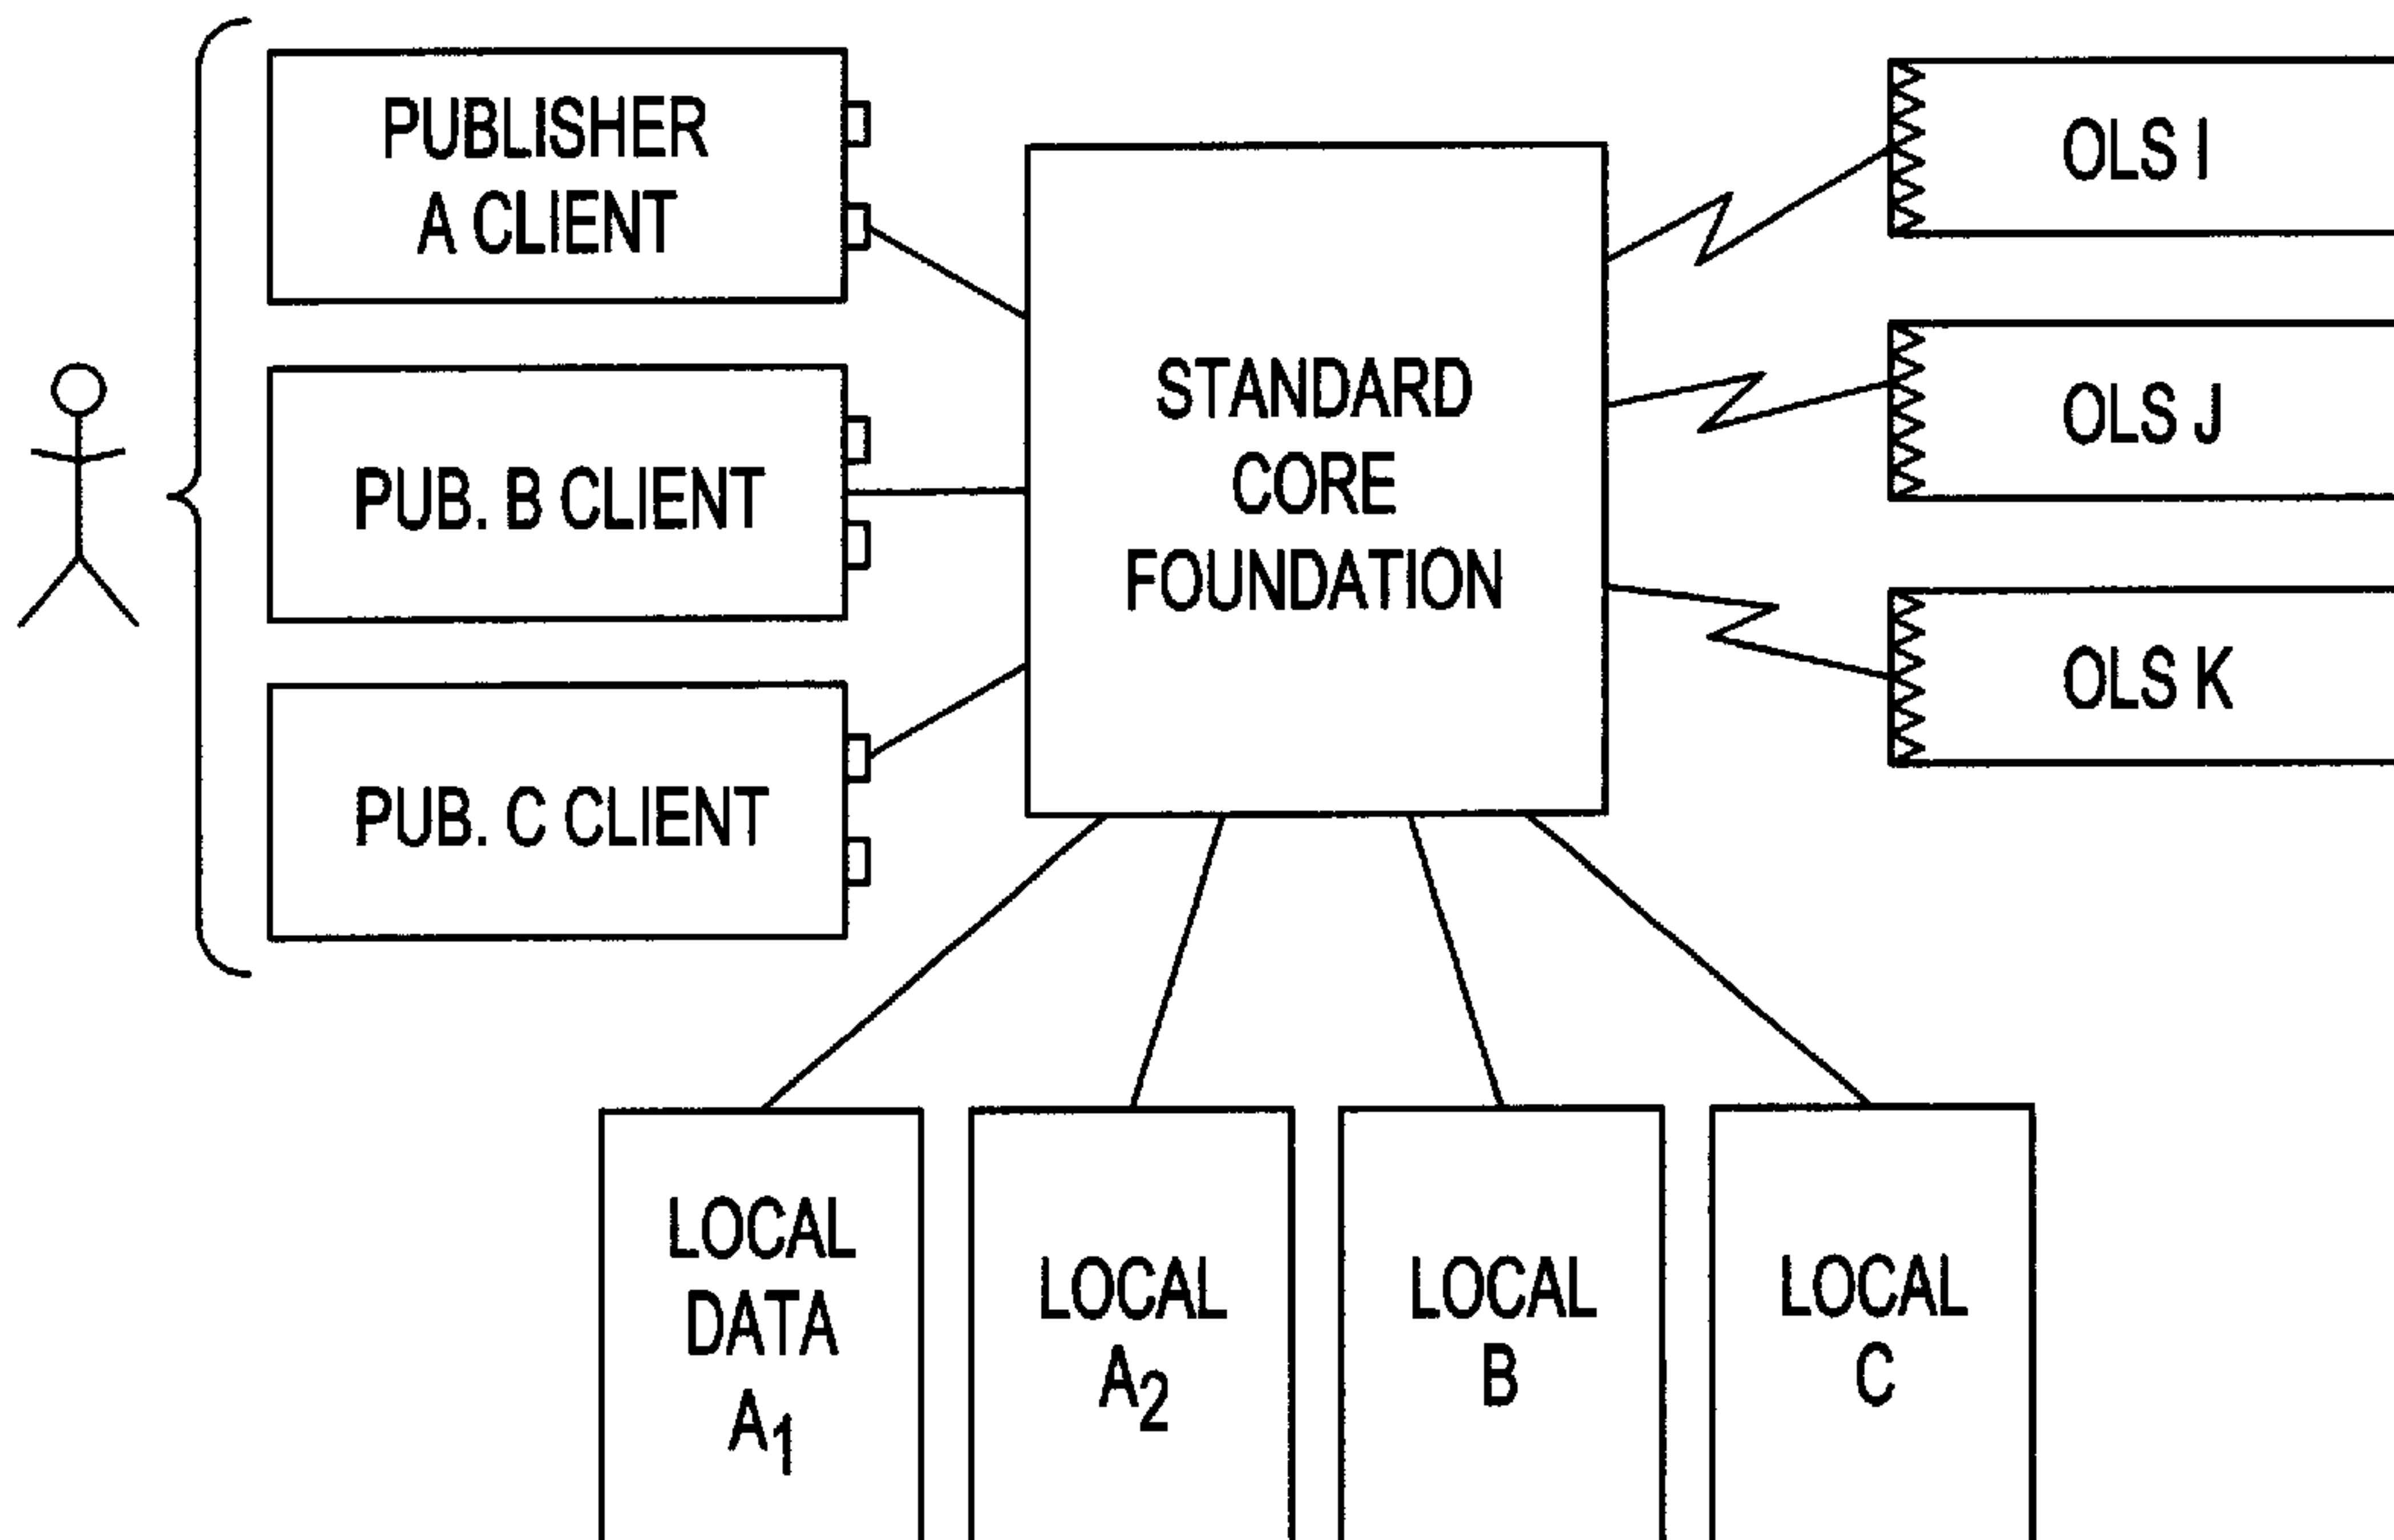 PUBLISHER
A CLIENT
PUB. B CLIENT
PUB. C CLIENT
STANDARD
CORE
FOUNDATION
OLS I
OLS J
OLS K
LOCAL
DATA
A1
LOCAL
A2
LOCAL
B
LOCAL
C